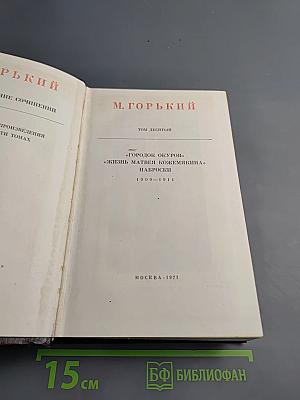 РЬКИЙ
НИЕ СОЧИНЕНИЙ
ПРОИЗВЕДЕНИЯ
ТИ ТОМАХ
М. ГОРЬКИЙ
ТОМ ДЕСЯТЫЙ
«ГОРОДОК ОКУРОВ»
«ЖИЗНЬ МАТВЕЯ КОЖЕМЯКИНА»
НАБРОСКИ
1909—1911
МОСКВА · 1971
15 см
БФ БИБЛИОФАН